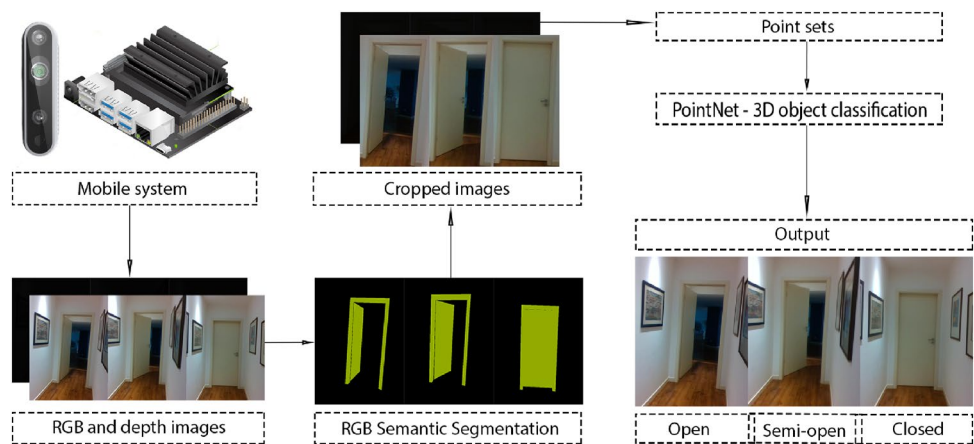 Mobile system
RGB and depth images
RGB Semantic Segmentation
Cropped images
Point sets
PointNet - 3D object classification
Output
Open
Semi-open
Closed